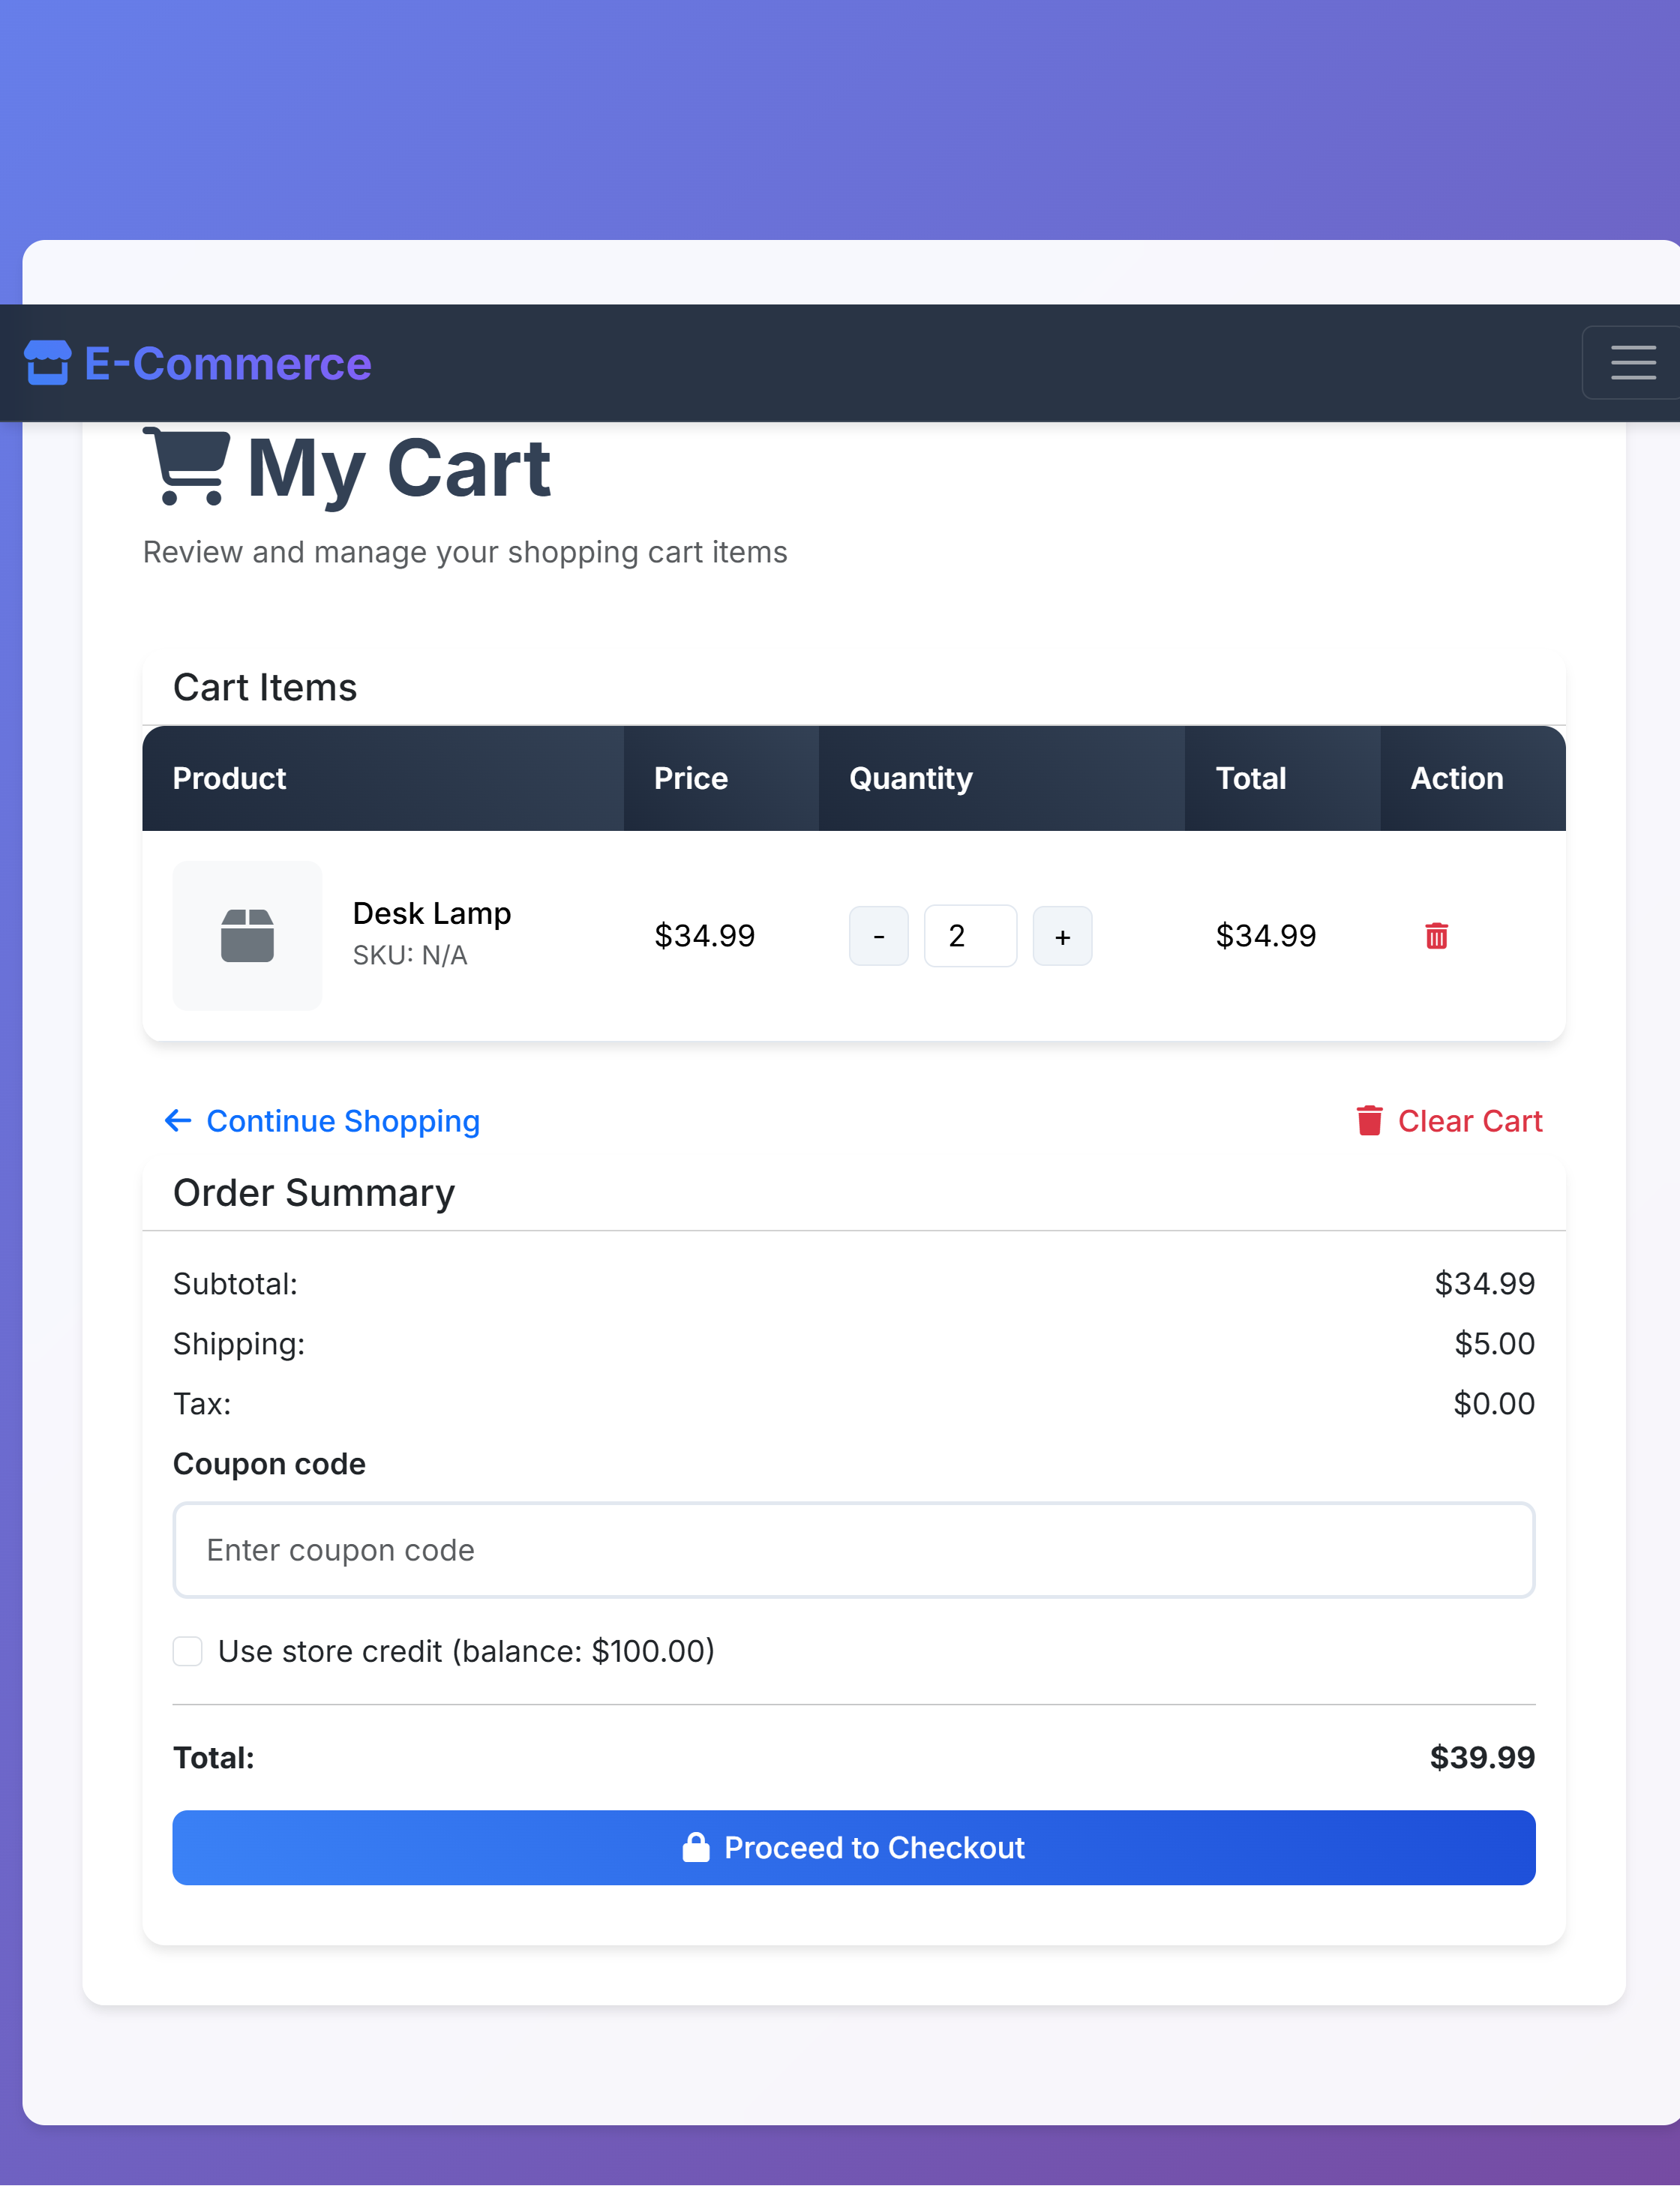 E-Commerce
My Cart
Review and manage your shopping cart items
Cart Items
Product Price Quantity Total Action
Desk Lamp
SKU: N/A
$34.99 - 2 + $34.99
Continue Shopping Clear Cart
Order Summary
Subtotal: $34.99
Shipping: $5.00
Tax: $0.00
Coupon code
Enter coupon code
Use store credit (balance: $100.00)
Total: $39.99
Proceed to Checkout